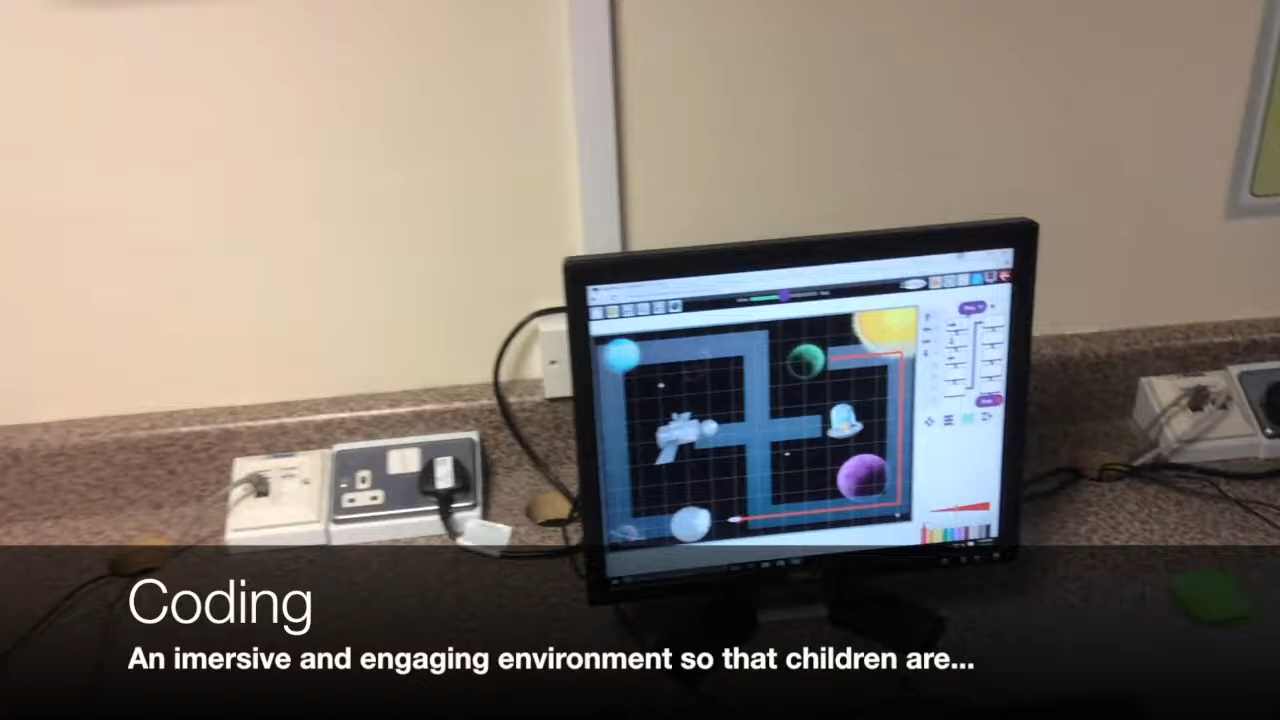 Coding
An imersive and engaging environment so that children are...